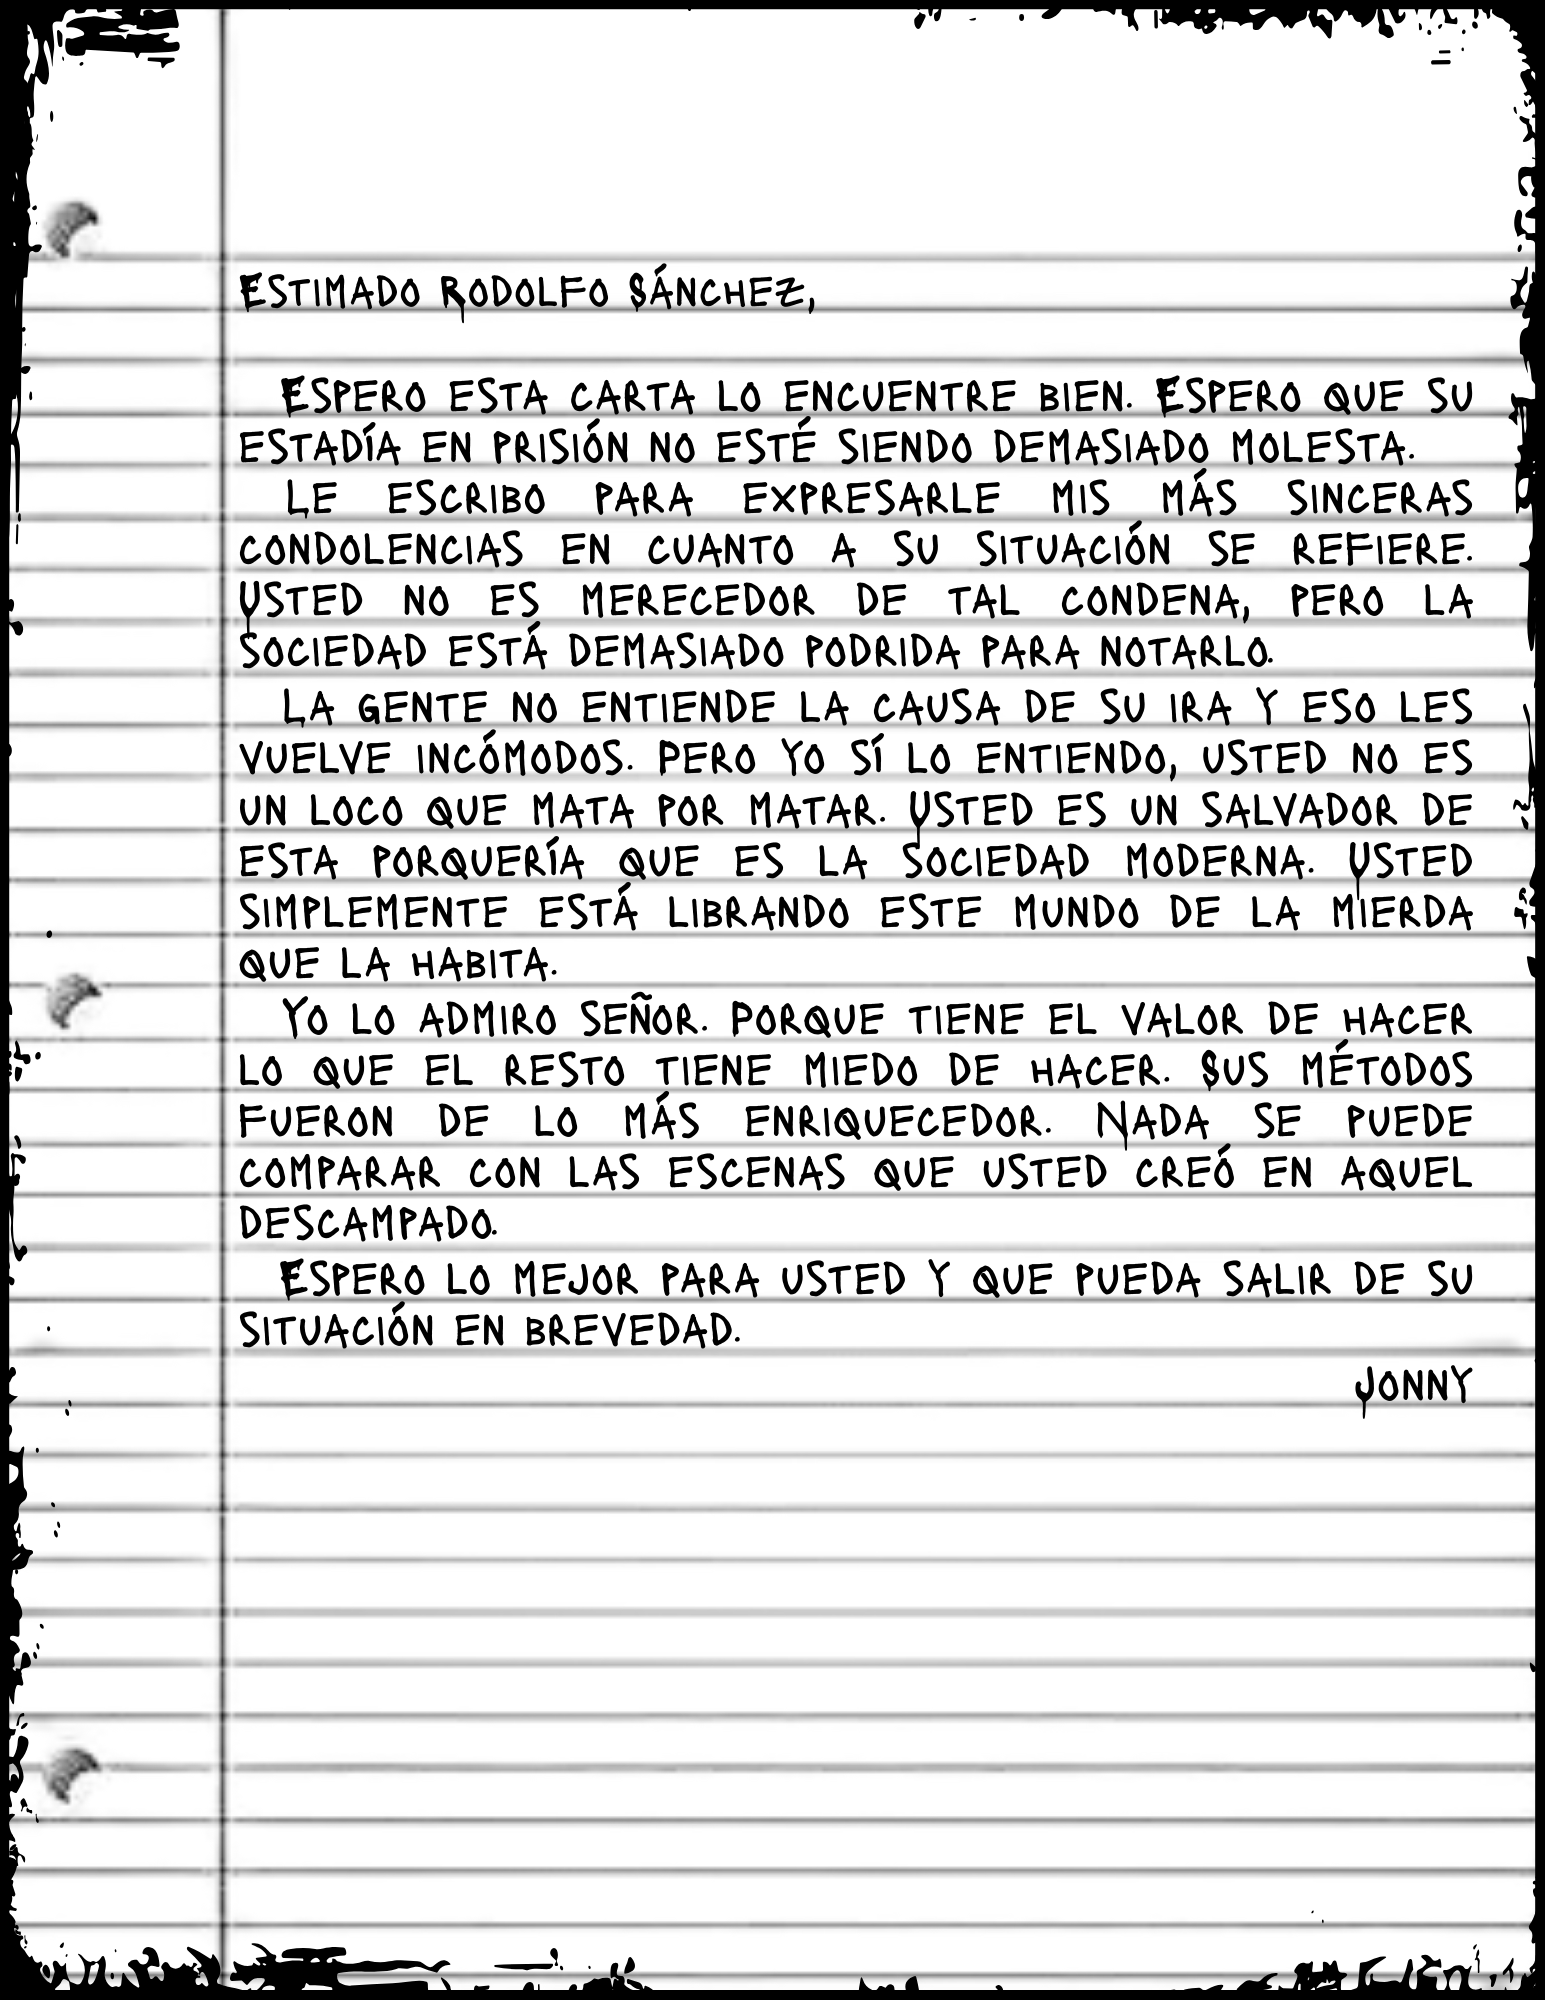 ESTIMADO RODOLFO SÁNCHEZ,
ESPERO ESTA CARTA LO ENCUENTRE BIEN. ESPERO QUE SU
ESTADÍA EN PRISIÓN NO ESTÉ SIENDO DEMASIADO MOLESTA.
LE ESCRIBO PARA EXPRESARLE MIS MÁS SINCERAS
CONDOLENCIAS EN CUANTO A SU SITUACIÓN SE REFIERE.
USTED NO ES MERECEDOR DE TAL CONDENA, PERO LA
SOCIEDAD ESTÁ DEMASIADO PODRIDA PARA NOTARLO.
LA GENTE NO ENTIENDE LA CAUSA DE SU IRA Y ESO LES
VUELVE INCÓMODOS. PERO YO SÍ LO ENTIENDO, USTED NO ES
UN LOCO QUE MATA POR MATAR. USTED ES UN SALVADOR DE
ESTA PORQUERÍA QUE ES LA SOCIEDAD MODERNA. USTED
SIMPLEMENTE ESTÁ LIBRANDO ESTE MUNDO DE LA MIERDA
QUE LA HABITA.
YO LO ADMIRO SEÑOR. PORQUE TIENE EL VALOR DE HACER
LO QUE EL RESTO TIENE MIEDO DE HACER. SUS MÉTODOS
FUERON DE LO MÁS ENRIQUECEDOR. NADA SE PUEDE
COMPARAR CON LAS ESCENAS QUE USTED CREÓ EN AQUEL
DESCAMPADO.
ESPERO LO MEJOR PARA USTED Y QUE PUEDA SALIR DE SU
SITUACIÓN EN BREVEDAD.
JONNY